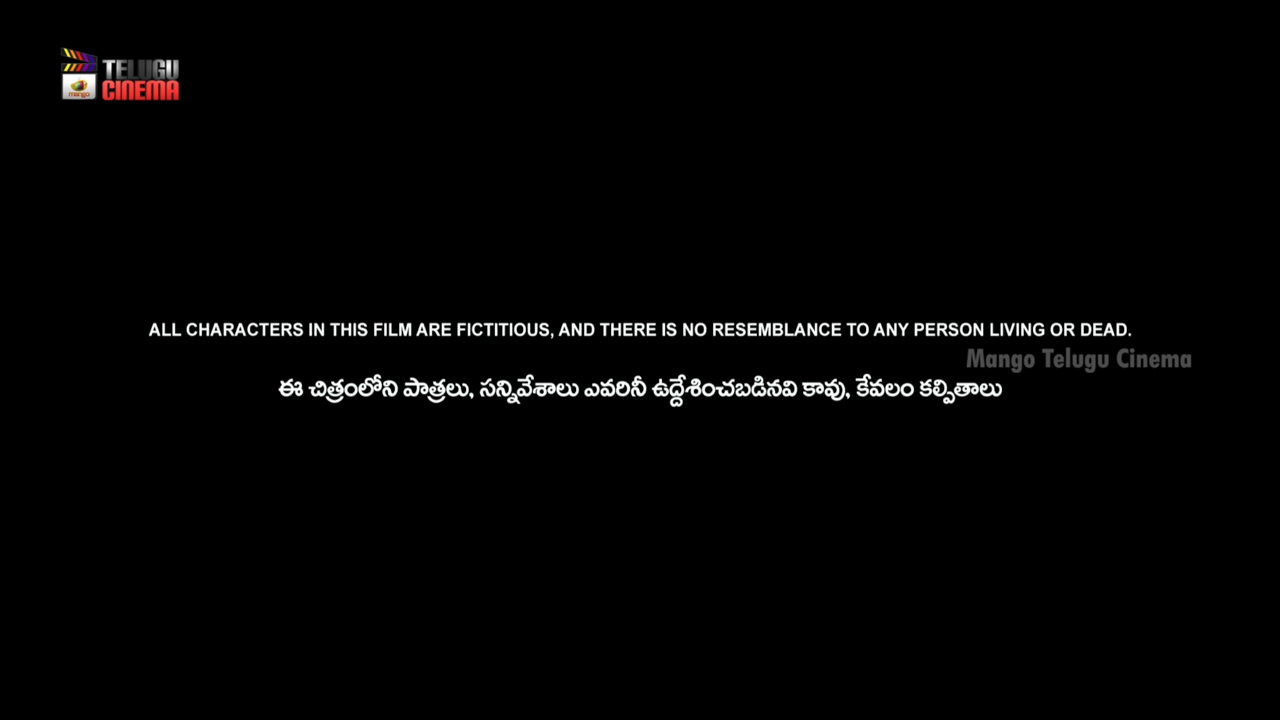 TELUGU
CINEMA
mango
ALL CHARACTERS IN THIS FILM ARE FICTITIOUS, AND THERE IS NO RESEMBLANCE TO ANY PERSON LIVING OR DEAD.
Mango Telugu Cinema
ఈ చిత్రంలోని పాత్రలు, సన్నివేశాలు ఎవరినీ ఉద్దేశించబడినవి కావు, కేవలం కల్పితాలు